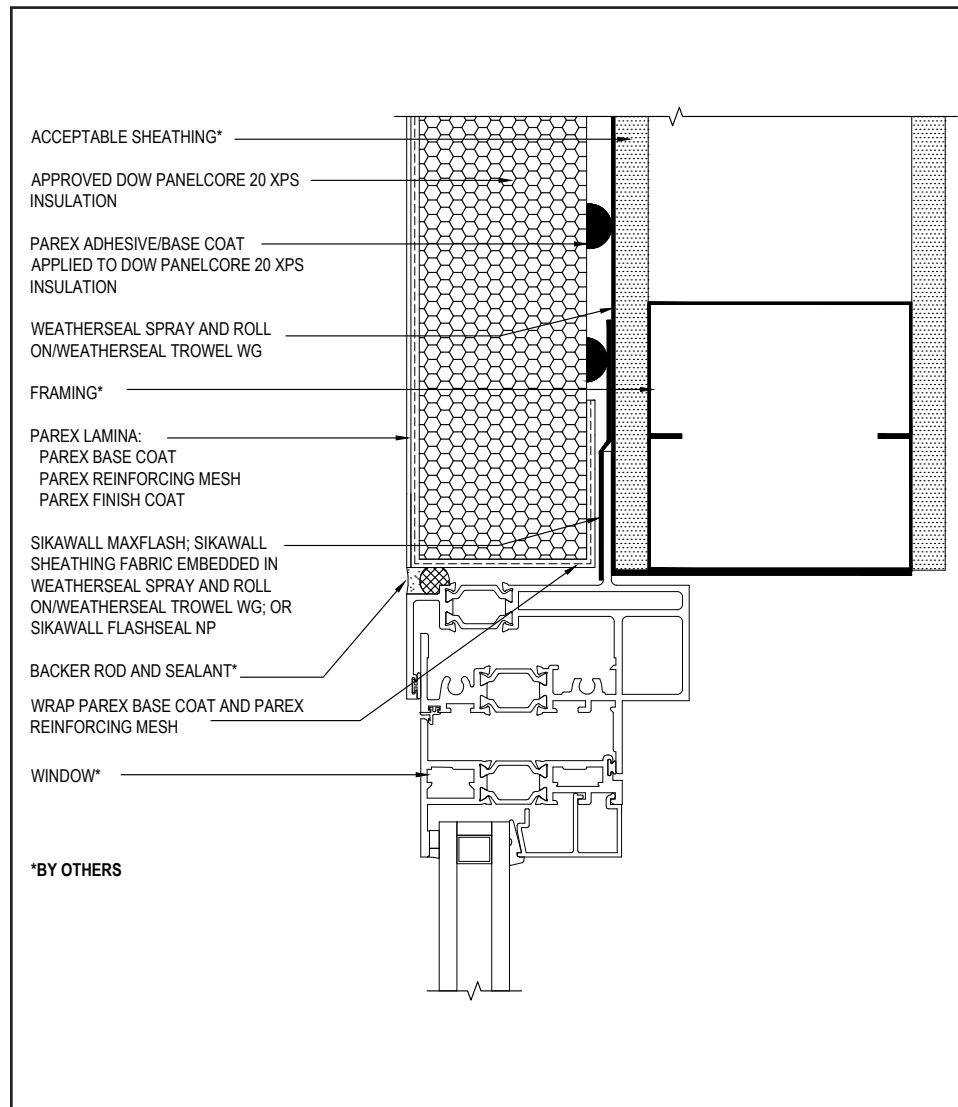 ACCEPTABLE SHEATHING*
APPROVED DOW PANELCORE 20 XPS
INSULATION
PAREX ADHESIVE/BASE COAT
APPLIED TO DOW PANELCORE 20 XPS
INSULATION
WEATHERSEAL SPRAY AND ROLL
ON/WEATHERSEAL TROWEL WG
FRAMING*
PAREX LAMINA:
PAREX BASE COAT
PAREX REINFORCING MESH
PAREX FINISH COAT
SIKAWALL MAXFLASH; SIKAWALL
SHEATHING FABRIC EMBEDDED IN
WEATHERSEAL SPRAY AND ROLL
ON/WEATHERSEAL TROWEL WG; OR
SIKAWALL FLASHSEAL NP
BACKER ROD AND SEALANT*
WRAP PAREX BASE COAT AND PAREX
REINFORCING MESH
WINDOW*
*BY OTHERS